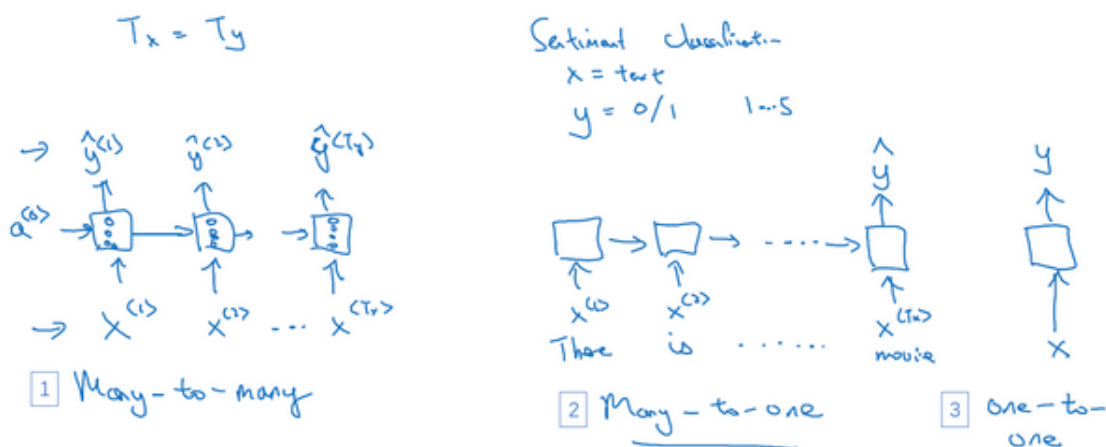 Tx = Ty
ŷ<1> ŷ<2> ŷ<Ty>
a<0>
x<1> x<2> ... x<Tx>
1 Many-to-many
Sentiment classification
x = text
y = 0/1 1...5
ŷ
x<1> x<2> ..... x<Tx>
There is ...... movie
2 Many-to-one
y
x
3 one-to-
one